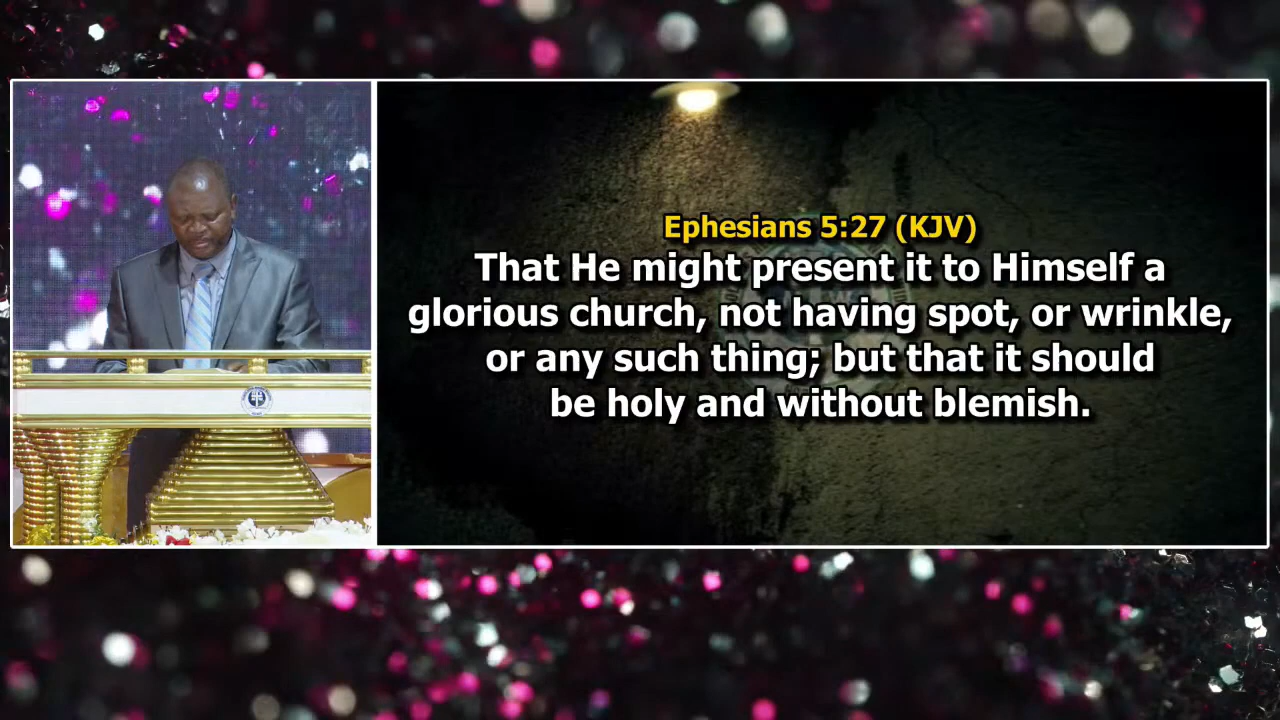 Ephesians 5:27 (KJV)
That He might present it to Himself a
glorious church, not having spot, or wrinkle,
or any such thing; but that it should
be holy and without blemish.